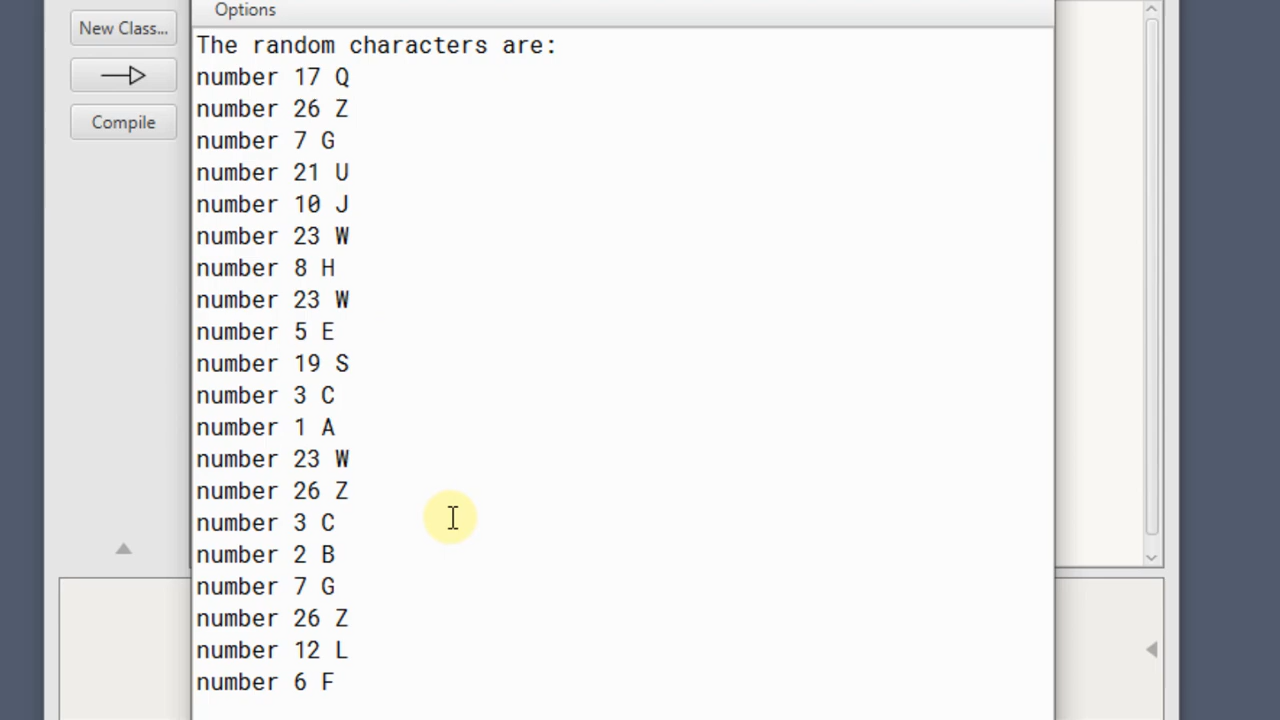 Options
New Class...
Compile
The random characters are:
number 17 Q
number 26 Z
number 7 G
number 21 U
number 10 J
number 23 W
number 8 H
number 23 W
number 5 E
number 19 S
number 3 C
number 1 A
number 23 W
number 26 Z
number 3 C
number 2 B
number 7 G
number 26 Z
number 12 L
number 6 F